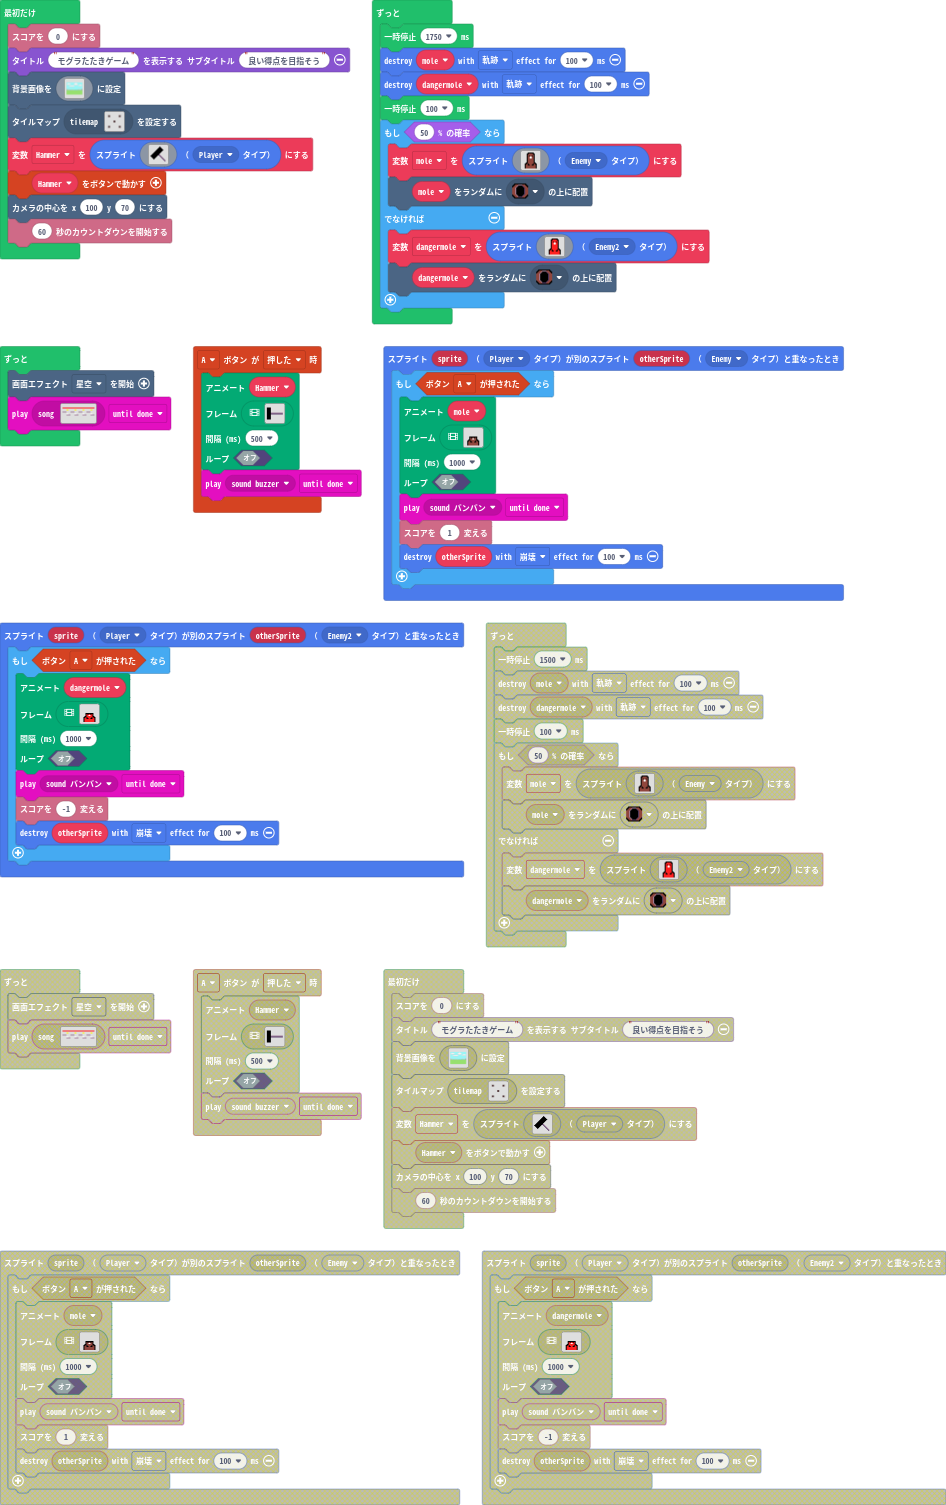 最初だけ
スコアを 0 にする
タイトル " モグラたたきゲーム " を表示する サブタイトル " 良い得点を目指そう "
背景画像を に設定
タイルマップ tilemap を設定する
変数 Hammer を スプライト ( Player タイプ) にする
Hammer をボタンで動かす
カメラの中心を x 100 y 70 にする
60 秒のカウントダウンを開始する
ずっと
一時停止 1750 ms
destroy mole with 軌跡 effect for 100 ms
destroy dangermole with 軌跡 effect for 100 ms
一時停止 100 ms
もし 50 % の確率 なら
変数 mole を スプライト ( Enemy タイプ) にする
mole をランダムに の上に配置
でなければ
変数 dangermole を スプライト ( Enemy2 タイプ) にする
dangermole をランダムに の上に配置
ずっと
画面エフェクト 星空 を開始
play song until done
A ボタン が 押した 時
アニメート Hammer
フレーム
間隔 (ms) 500
ループ オフ
play sound buzzer until done
スプライト sprite ( Player タイプ) が別のスプライト otherSprite ( Enemy タイプ) と重なったとき
もし ボタン A が押された なら
アニメート mole
フレーム
間隔 (ms) 1000
ループ オフ
play sound バンバン until done
スコアを 1 変える
destroy otherSprite with 崩壊 effect for 100 ms
スプライト sprite ( Player タイプ) が別のスプライト otherSprite ( Enemy2 タイプ) と重なったとき
もし ボタン A が押された なら
アニメート dangermole
フレーム
間隔 (ms) 1000
ループ オフ
play sound バンバン until done
スコアを -1 変える
destroy otherSprite with 崩壊 effect for 100 ms
ずっと
一時停止 1500 ms
destroy mole with 軌跡 effect for 100 ms
destroy dangermole with 軌跡 effect for 100 ms
一時停止 100 ms
もし 50 % の確率 なら
変数 mole を スプライト ( Enemy タイプ) にする
mole をランダムに の上に配置
でなければ
変数 dangermole を スプライト ( Enemy2 タイプ) にする
dangermole をランダムに の上に配置
ずっと
画面エフェクト 星空 を開始
play song until done
A ボタン が 押した 時
アニメート Hammer
フレーム
間隔 (ms) 500
ループ オフ
play sound buzzer until done
最初だけ
スコアを 0 にする
タイトル " モグラたたきゲーム " を表示する サブタイトル " 良い得点を目指そう "
背景画像を に設定
タイルマップ tilemap を設定する
変数 Hammer を スプライト ( Player タイプ) にする
Hammer をボタンで動かす
カメラの中心を x 100 y 70 にする
60 秒のカウントダウンを開始する
スプライト sprite ( Player タイプ) が別のスプライト otherSprite ( Enemy タイプ) と重なったとき
もし ボタン A が押された なら
アニメート mole
フレーム
間隔 (ms) 1000
ループ オフ
play sound バンバン until done
スコアを 1 変える
destroy otherSprite with 崩壊 effect for 100 ms
スプライト sprite ( Player タイプ) が別のスプライト otherSprite ( Enemy2 タイプ) と重なったとき
もし ボタン A が押された なら
アニメート dangermole
フレーム
間隔 (ms) 1000
ループ オフ
play sound バンバン until done
スコアを -1 変える
destroy otherSprite with 崩壊 effect for 100 ms